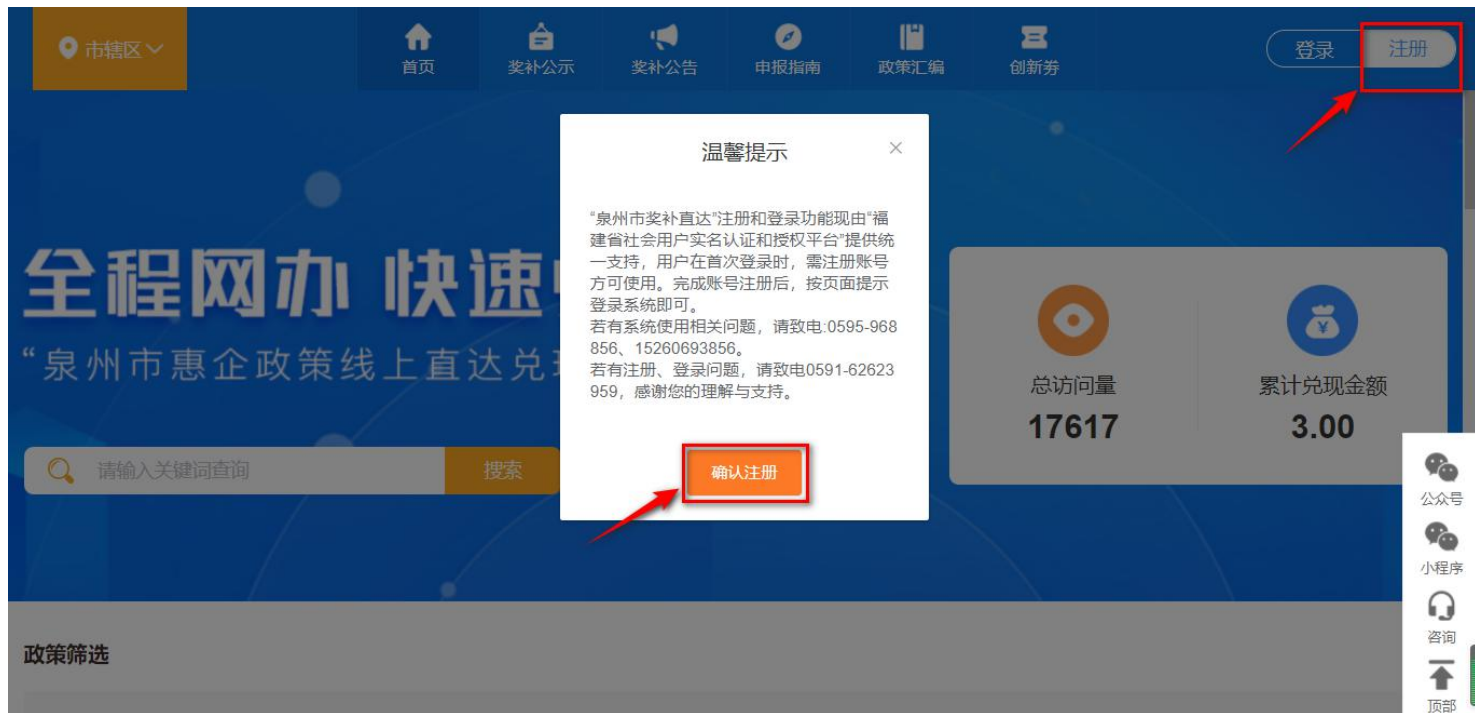 市辖区
首页
奖补公示
奖补公告
申报指南
政策汇编
创新券
登录
注册
温馨提示
“泉州市奖补直达”注册和登录功能现由“福
建省社会用户实名认证和授权平台”提供统
一支持，用户在首次登录时，需注册账号
方可使用。完成账号注册后，按页面提示
登录系统即可。
若有系统使用相关问题，请致电:0595-968
856、15260693856。
若有注册、登录问题，请致电0591-62623
959，感谢您的理解与支持。
确认注册
全程网办 快速
“泉州市惠企政策线上直达兑
请输入关键词查询
搜索
总访问量
17617
累计兑现金额
3.00
公众号
小程序
咨询
顶部
政策筛选